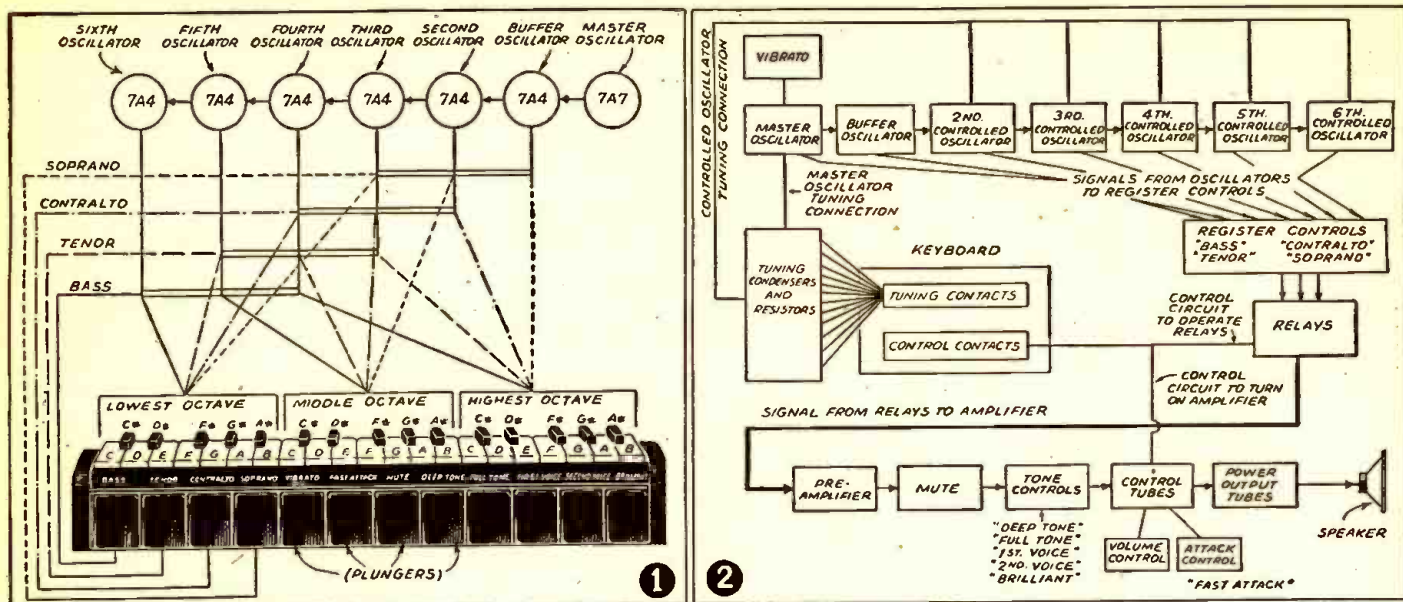 SIXTH OSCILLATOR
FIFTH OSCILLATOR
FOURTH OSCILLATOR
THIRD OSCILLATOR
SECOND OSCILLATOR
BUFFER OSCILLATOR
MASTER OSCILLATOR
7A4 7A4 7A4 7A4 7A4 7A4 7A7
SOPRANO
CONTRALTO
TENOR
BASS
LOWEST OCTAVE MIDDLE OCTAVE HIGHEST OCTAVE
C* D* F* G* A* C* D* F* G* A* C* D* F* G* A*
C D E F G A B C D E F G A B C D E F G A B
BASS TENOR CONTRALTO SOPRANO VIBRATO FAST ATTACK MUTE DEEP TONE FULL TONE FIRST VOICE SECOND VOICE BRILLIANT
(PLUNGERS)
1
CONTROLLED OSCILLATOR
TUNING CONNECTION
VIBRATO
MASTER OSCILLATOR
BUFFER OSCILLATOR
2ND. CONTROLLED OSCILLATOR
3RD. CONTROLLED OSCILLATOR
4TH. CONTROLLED OSCILLATOR
5TH. CONTROLLED OSCILLATOR
6TH. CONTROLLED OSCILLATOR
MASTER
OSCILLATOR
TUNING
CONNECTION
SIGNALS FROM OSCILLATORS
TO REGISTER CONTROLS
REGISTER CONTROLS
"BASS" "CONTRALTO"
"TENOR" "SOPRANO"
KEYBOARD
TUNING
CONDENSERS
AND
RESISTORS
TUNING CONTACTS
CONTROL CONTACTS
CONTROL
CIRCUIT
TO OPERATE
RELAYS
RELAYS
CONTROL
CIRCUIT TO TURN
ON AMPLIFIER
SIGNAL FROM RELAYS TO AMPLIFIER
PRE-
AMPLIFIER
MUTE
TONE
CONTROLS
CONTROL
TUBES
POWER
OUTPUT
TUBES
SPEAKER
"DEEP TONE"
"FULL TONE"
"1ST. VOICE"
"2ND. VOICE"
"BRILLIANT"
VOLUME
CONTROL
ATTACK
CONTROL
"FAST ATTACK"
2